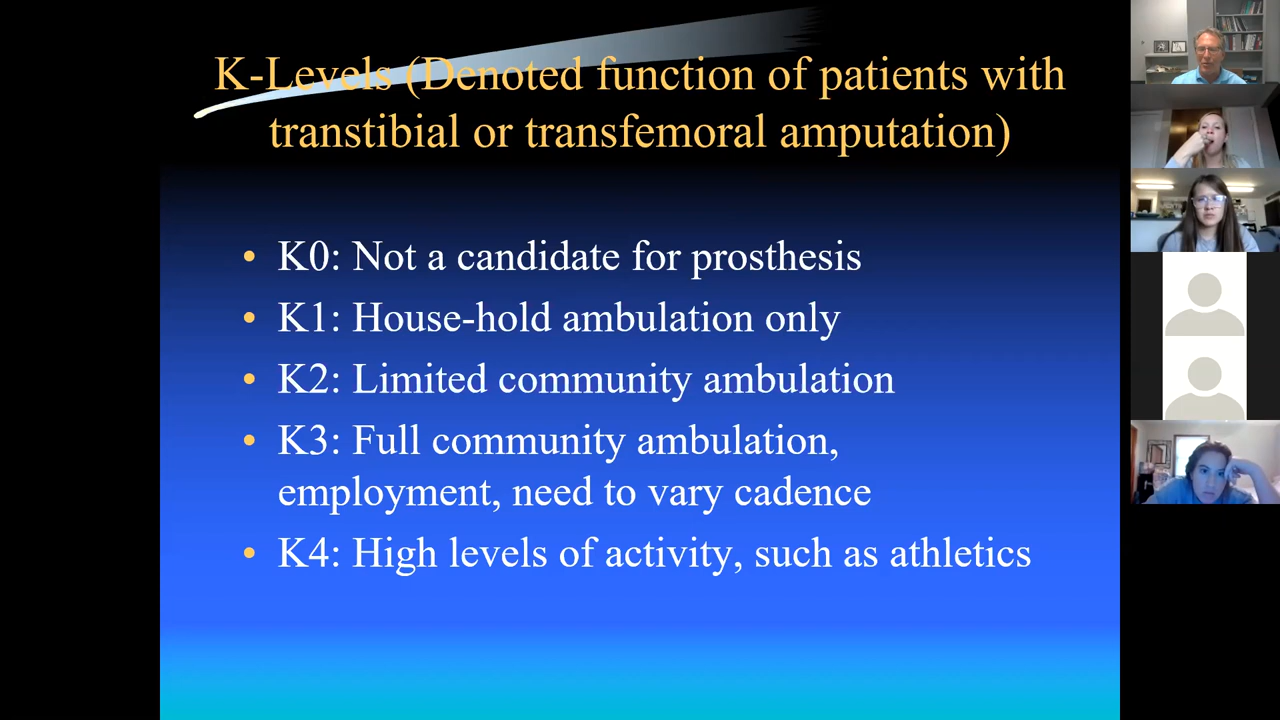 K-Levels (Denoted function of patients with
transtibial or transfemoral amputation)
• K0: Not a candidate for prosthesis
• K1: House-hold ambulation only
• K2: Limited community ambulation
• K3: Full community ambulation,
employment, need to vary cadence
• K4: High levels of activity, such as athletics